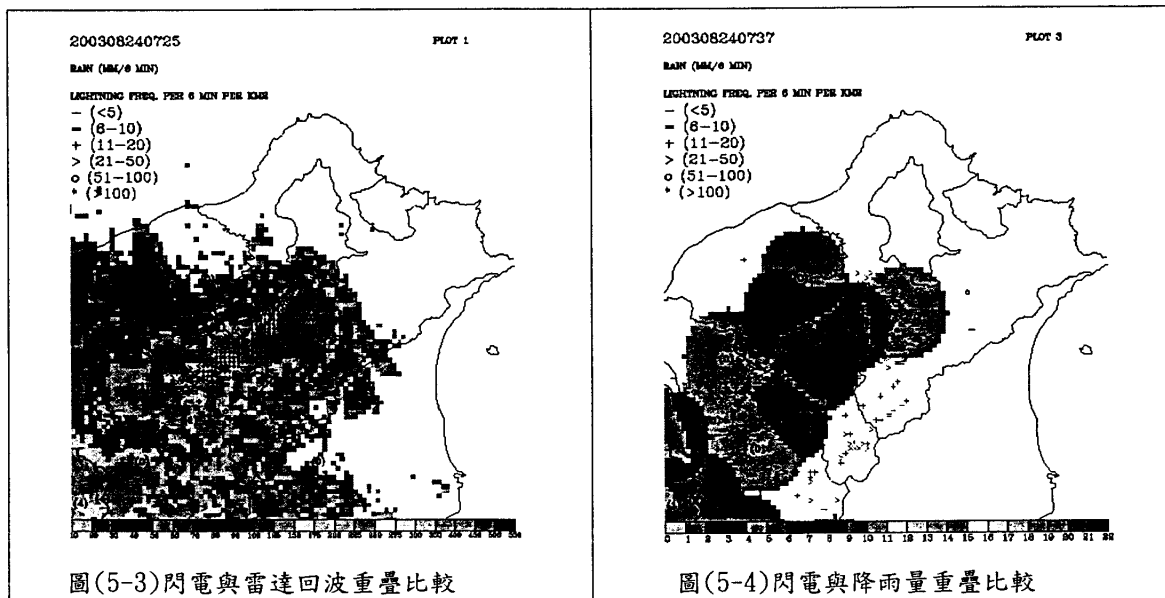 200308240725
PLOT 1
RAIN (MM/6 MIN)
LIGHTNING FREQ. PER 6 MIN PER KM2
− (<5)
- (6−10)
+ (11−20)
> (21−50)
o (51−100)
* (>100)
圖(5-3)閃電與雷達回波重疊比較
200308240737
PLOT 3
RAIN (MM/6 MIN)
LIGHTNING FREQ. PER 6 MIN PER KM2
− (<5)
- (6−10)
+ (11−20)
> (21−50)
o (51−100)
* (>100)
0 1 2 3 4 5 6 7 8 9 10 11 12 13 14 15 16 17 18 19 20 21 22
圖(5-4)閃電與降雨量重疊比較